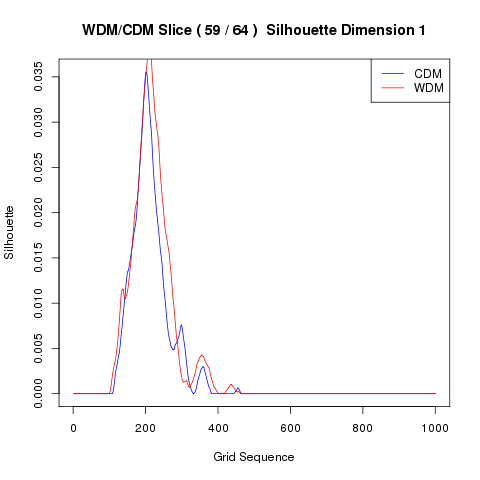 WDM/CDM Slice ( 59 / 64 )  Silhouette Dimension 1
CDM
WDM
Silhouette
0.035
0.030
0.025
0.020
0.015
0.010
0.005
0.000
0 200 400 600 800 1000
Grid Sequence